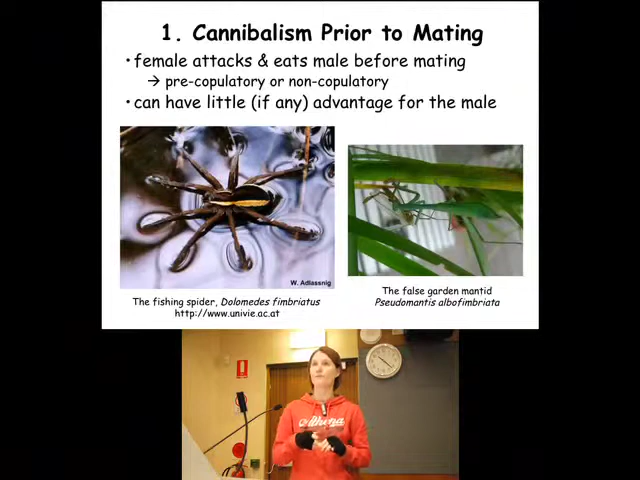 1. Cannibalism Prior to Mating
• female attacks & eats male before mating
→ pre-copulatory or non-copulatory
• can have little (if any) advantage for the male
W. Adlassnig
The fishing spider, Dolomedes fimbriatus
http://www.univie.ac.at
The false garden mantid
Pseudomantis albofimbriata